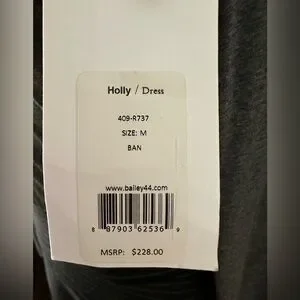 Holly / Dress
409-R737
SIZE: M
BAN
www.bailey44.com
8 87903 62536 9
MSRP: $228.00